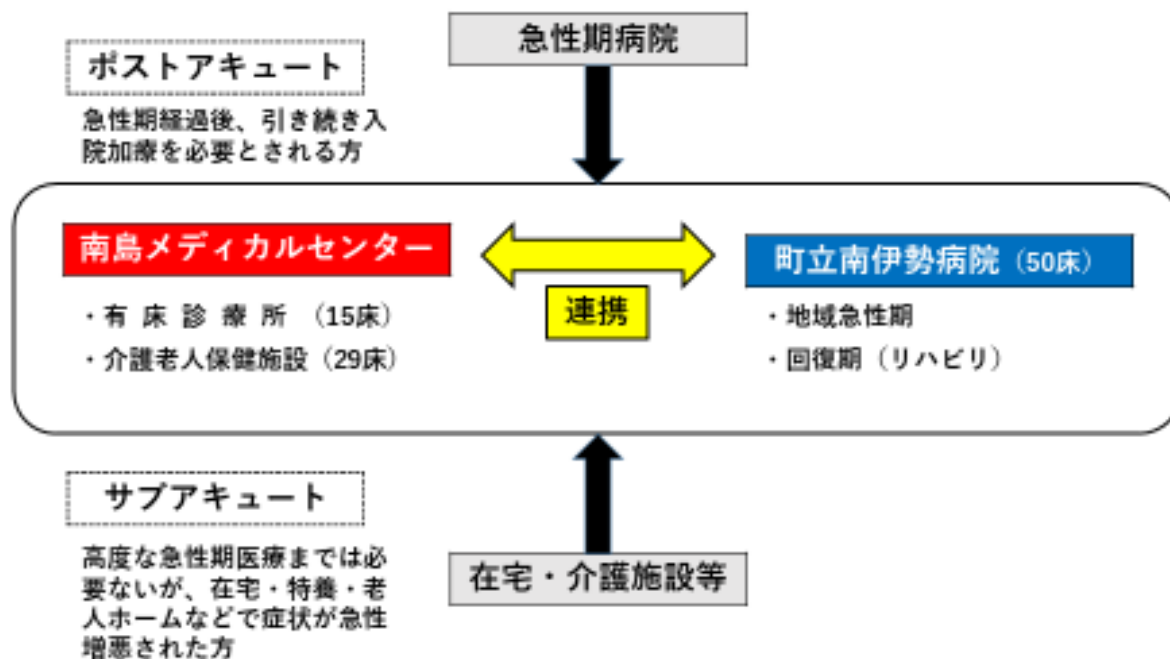 急性期病院
ポストアキュート
急性期経過後、引き続き入
院加療を必要とされる方
南島メディカルセンター
・有 床 診 療 所 （15床）
・介護老人保健施設（29床）
連携
町立南伊勢病院（50床）
・地域急性期
・回復期（リハビリ）
サブアキュート
高度な急性期医療までは必
要ないが、在宅・特養・老
人ホームなどで症状が急性
増悪された方
在宅・介護施設等